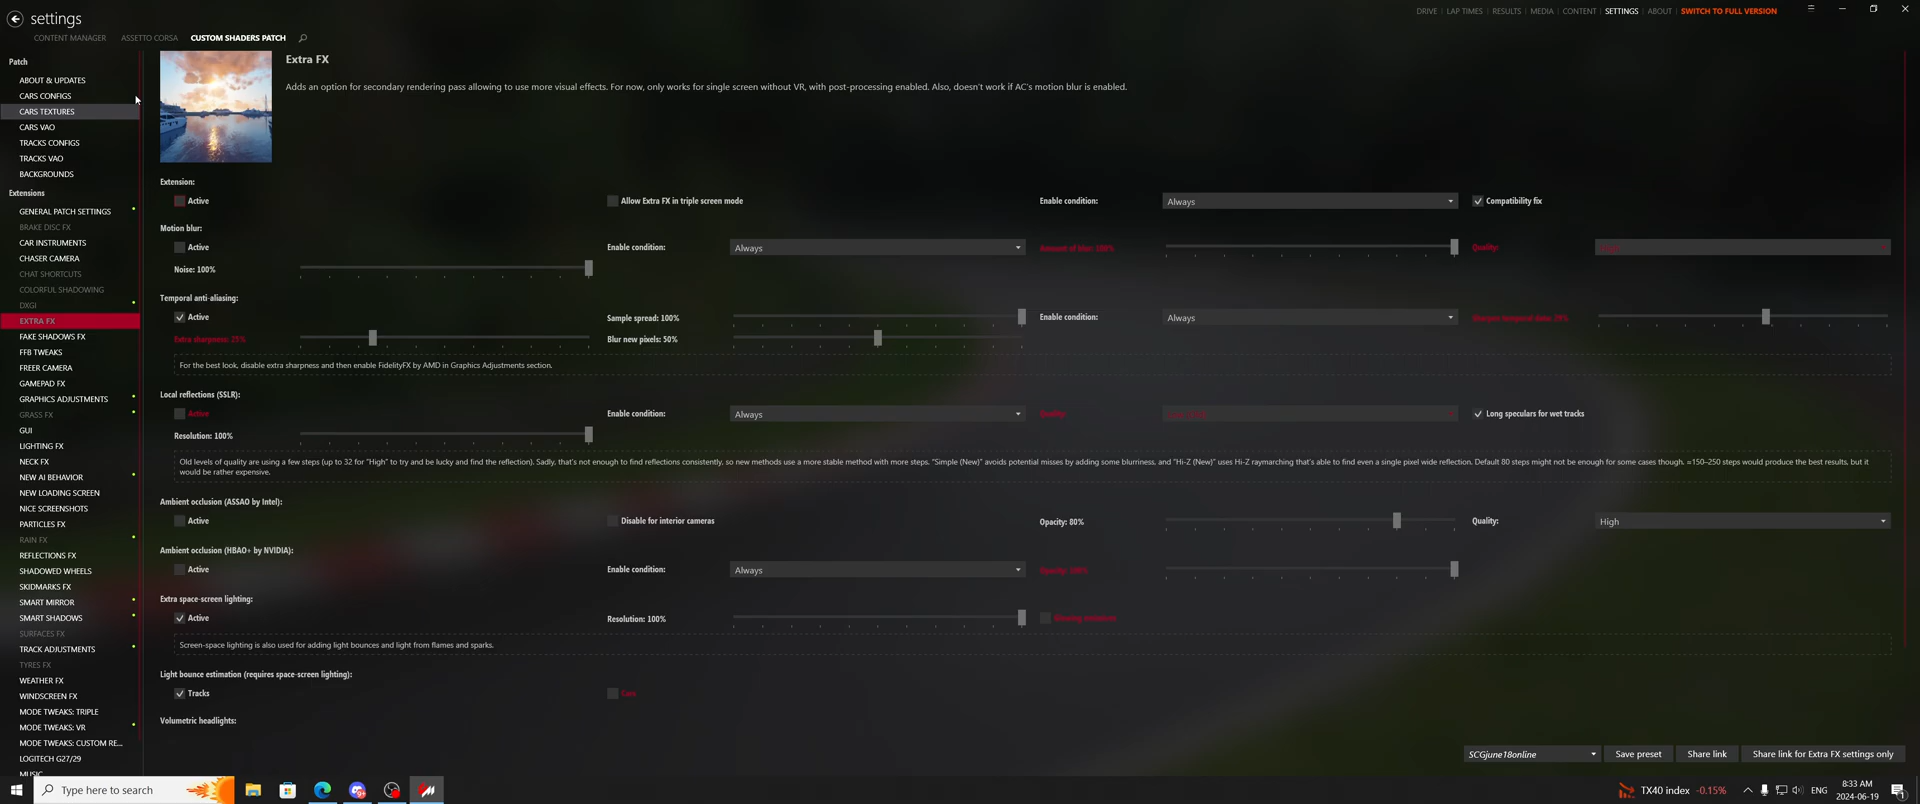 settings
DRIVE | LAP TIMES | RESULTS | MEDIA | CONTENT | SETTINGS | ABOUT | SWITCH TO FULL VERSION
CONTENT MANAGER ASSETTO CORSA CUSTOM SHADERS PATCH
Patch
ABOUT & UPDATES
CARS CONFIGS
CARS TEXTURES
CARS VAO
TRACKS CONFIGS
TRACKS VAO
BACKGROUNDS
Extensions
GENERAL PATCH SETTINGS
BRAKE DISC FX
CAR INSTRUMENTS
CHASER CAMERA
CHAT SHORTCUTS
COLORFUL SHADOWING
DXGI
EXTRA FX
FAKE SHADOWS FX
FFB TWEAKS
FREER CAMERA
GAMEPAD FX
GRAPHICS ADJUSTMENTS
GRASS FX
GUI
LIGHTING FX
NECK FX
NEW AI BEHAVIOR
NEW LOADING SCREEN
NICE SCREENSHOTS
PARTICLES FX
RAIN FX
REFLECTIONS FX
SHADOWED WHEELS
SKIDMARKS FX
SMART MIRROR
SMART SHADOWS
SURFACES FX
TRACK ADJUSTMENTS
TYRES FX
WEATHER FX
WINDSCREEN FX
MODE TWEAKS: TRIPLE
MODE TWEAKS: VR
MODE TWEAKS: CUSTOM RE...
LOGITECH G27/29
MUSIC
Extra FX
Adds an option for secondary rendering pass allowing to use more visual effects. For now, only works for single screen without VR, with post-processing enabled. Also, doesn't work if AC's motion blur is enabled.
Extension:
Active Allow Extra FX in triple screen mode Enable condition: Always Compatibility fix
Motion blur:
Active Enable condition: Always Amount of blur: 100% Quality:
Noise: 100%
Temporal anti-aliasing:
Active Sample spread: 100% Enable condition: Always
Extra sharpness: 25% Blur new pixels: 50%
For the best look, disable extra sharpness and then enable FidelityFX by AMD in Graphics Adjustments section.
Local reflections (SSLR):
Active Enable condition: Always Quality: Long speculars for wet tracks
Resolution: 100%
Old levels of quality are using a few steps (up to 32 for "High" to try and be lucky and find the reflection). Sadly, that's not enough to find reflections consistently, so new methods use a more stable method with more steps. "Simple (New)" avoids potential misses by adding some blurriness, and "Hi-Z (New)" uses Hi-Z raymarching that's able to find even a single pixel wide reflection. Default 80 steps might not be enough for some cases though. ≈150–250 steps would produce the best results, but it
would be rather expensive.
Ambient occlusion (ASSAO by Intel):
Active Disable for interior cameras Opacity: 80% Quality: High
Ambient occlusion (HBAO+ by NVIDIA):
Active Enable condition: Always Opacity: 100%
Extra space-screen lighting:
Active Resolution: 100%
Screen-space lighting is also used for adding light bounces and light from flames and sparks.
Light bounce estimation (requires space-screen lighting):
Tracks Cars
Volumetric headlights:
SCGjune18online Save preset Share link Share link for Extra FX settings only
Type here to search
TX40 index -0.15% ENG
8:33 AM
2024-06-19